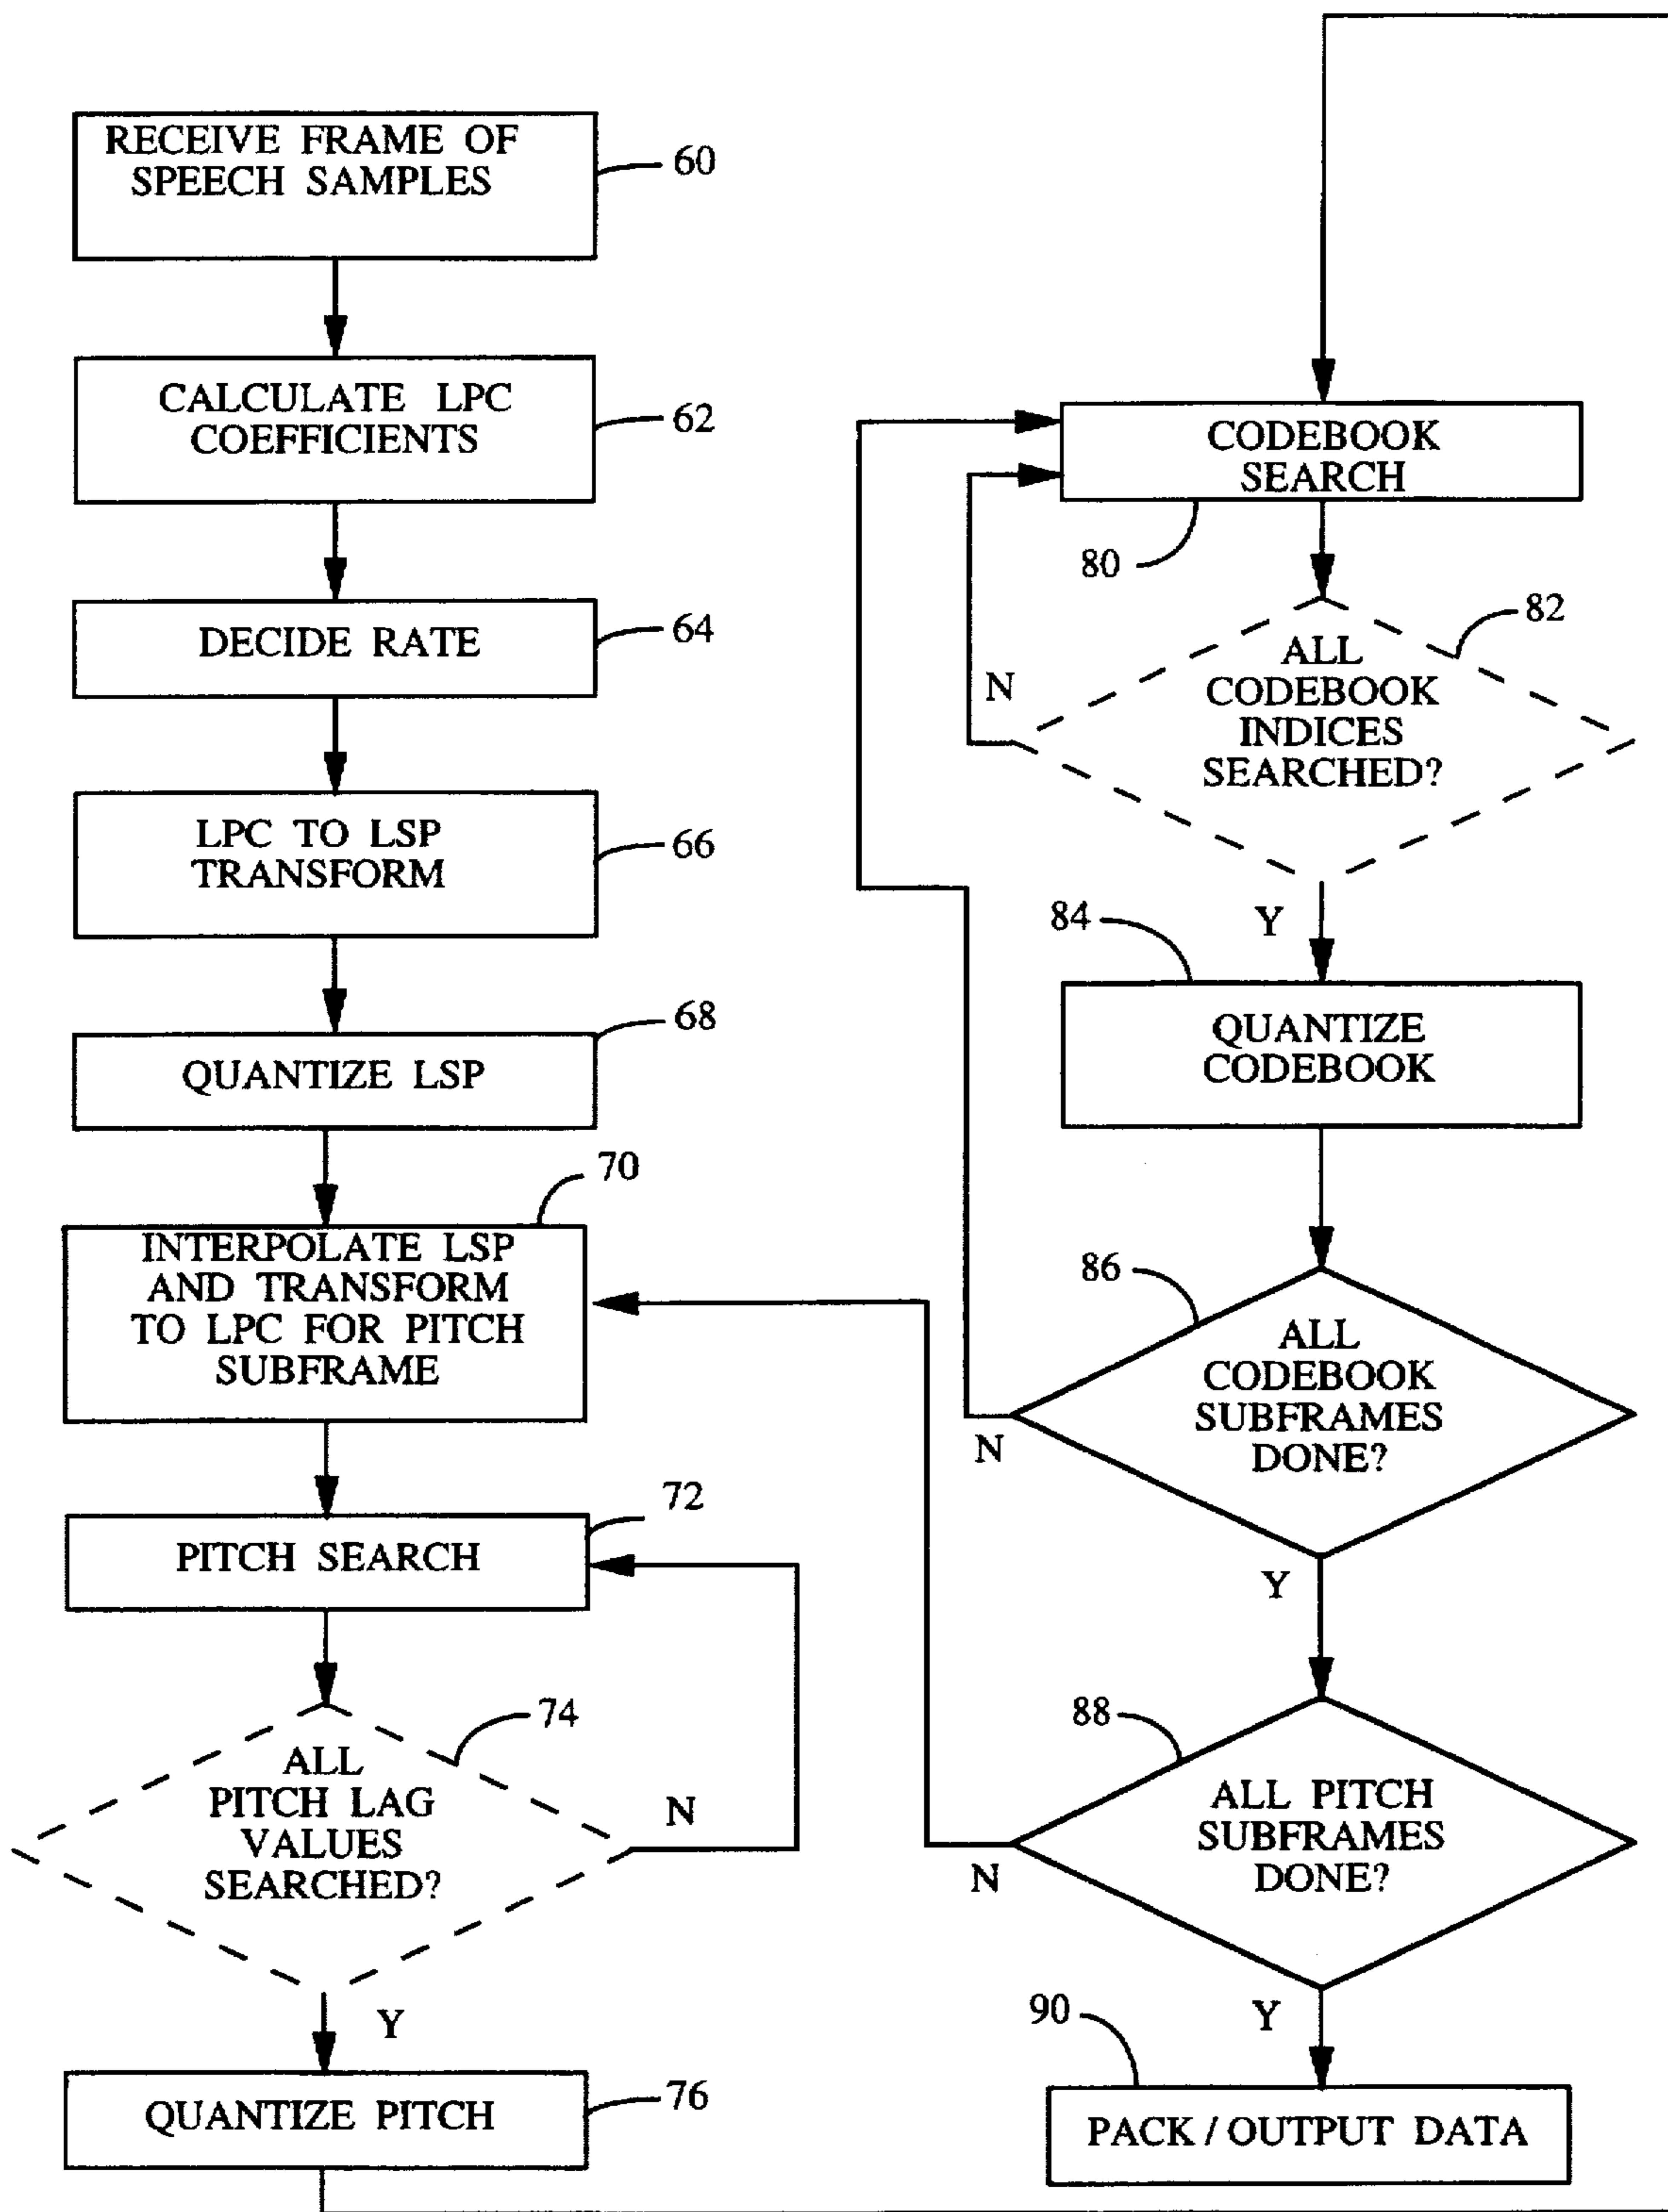 RECEIVE FRAME OF
SPEECH SAMPLES
60
CALCULATE LPC
COEFFICIENTS
62
DECIDE RATE
64
LPC TO LSP
TRANSFORM
66
QUANTIZE LSP
68
INTERPOLATE LSP
AND TRANSFORM
TO LPC FOR PITCH
SUBFRAME
70
PITCH SEARCH
72
ALL
PITCH LAG
VALUES
SEARCHED?
74
N
Y
QUANTIZE PITCH
76
CODEBOOK
SEARCH
80
ALL
CODEBOOK
INDICES
SEARCHED?
82
N
Y
QUANTIZE
CODEBOOK
84
ALL
CODEBOOK
SUBFRAMES
DONE?
86
N
Y
ALL PITCH
SUBFRAMES
DONE?
88
N
Y
PACK / OUTPUT DATA
90